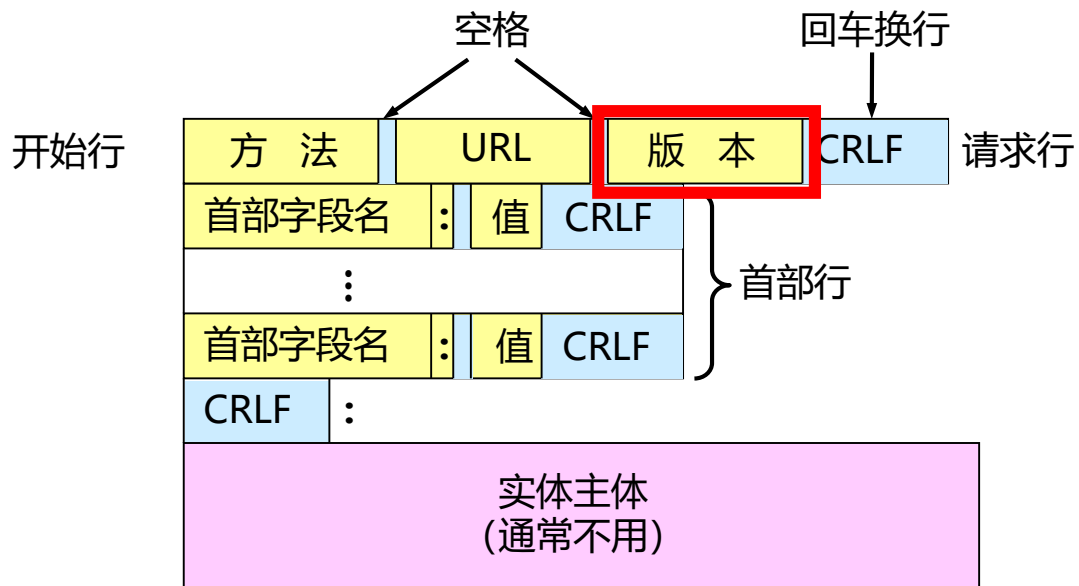 空格 回车换行
开始行 方 法 URL 版 本 CRLF 请求行
首部字段名 : 值 CRLF
⋮ 首部行
首部字段名 : 值 CRLF
CRLF :
实体主体
（通常不用）